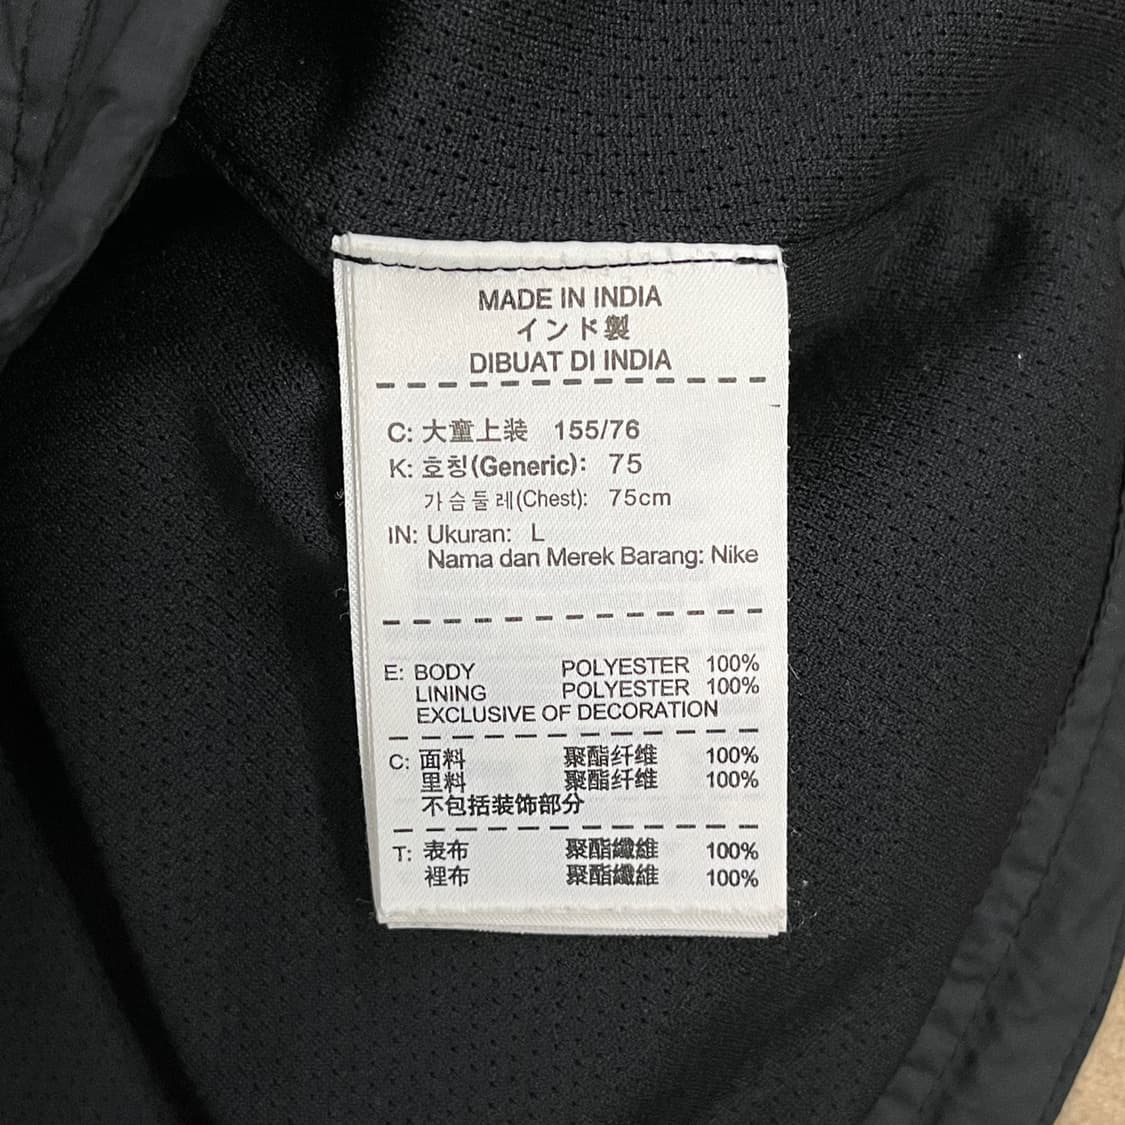 MADE IN INDIA
インド製
DIBUAT DI INDIA
C: 大童上装 155/76
K: 호칭(Generic): 75
가슴둘레(Chest): 75cm
IN: Ukuran: L
Nama dan Merek Barang: Nike
E: BODY POLYESTER 100%
LINING POLYESTER 100%
EXCLUSIVE OF DECORATION
C: 面料 聚酯纤维 100%
里料 聚酯纤维 100%
不包括装饰部分
T: 表布 聚酯纖維 100%
裡布 聚酯纖維 100%